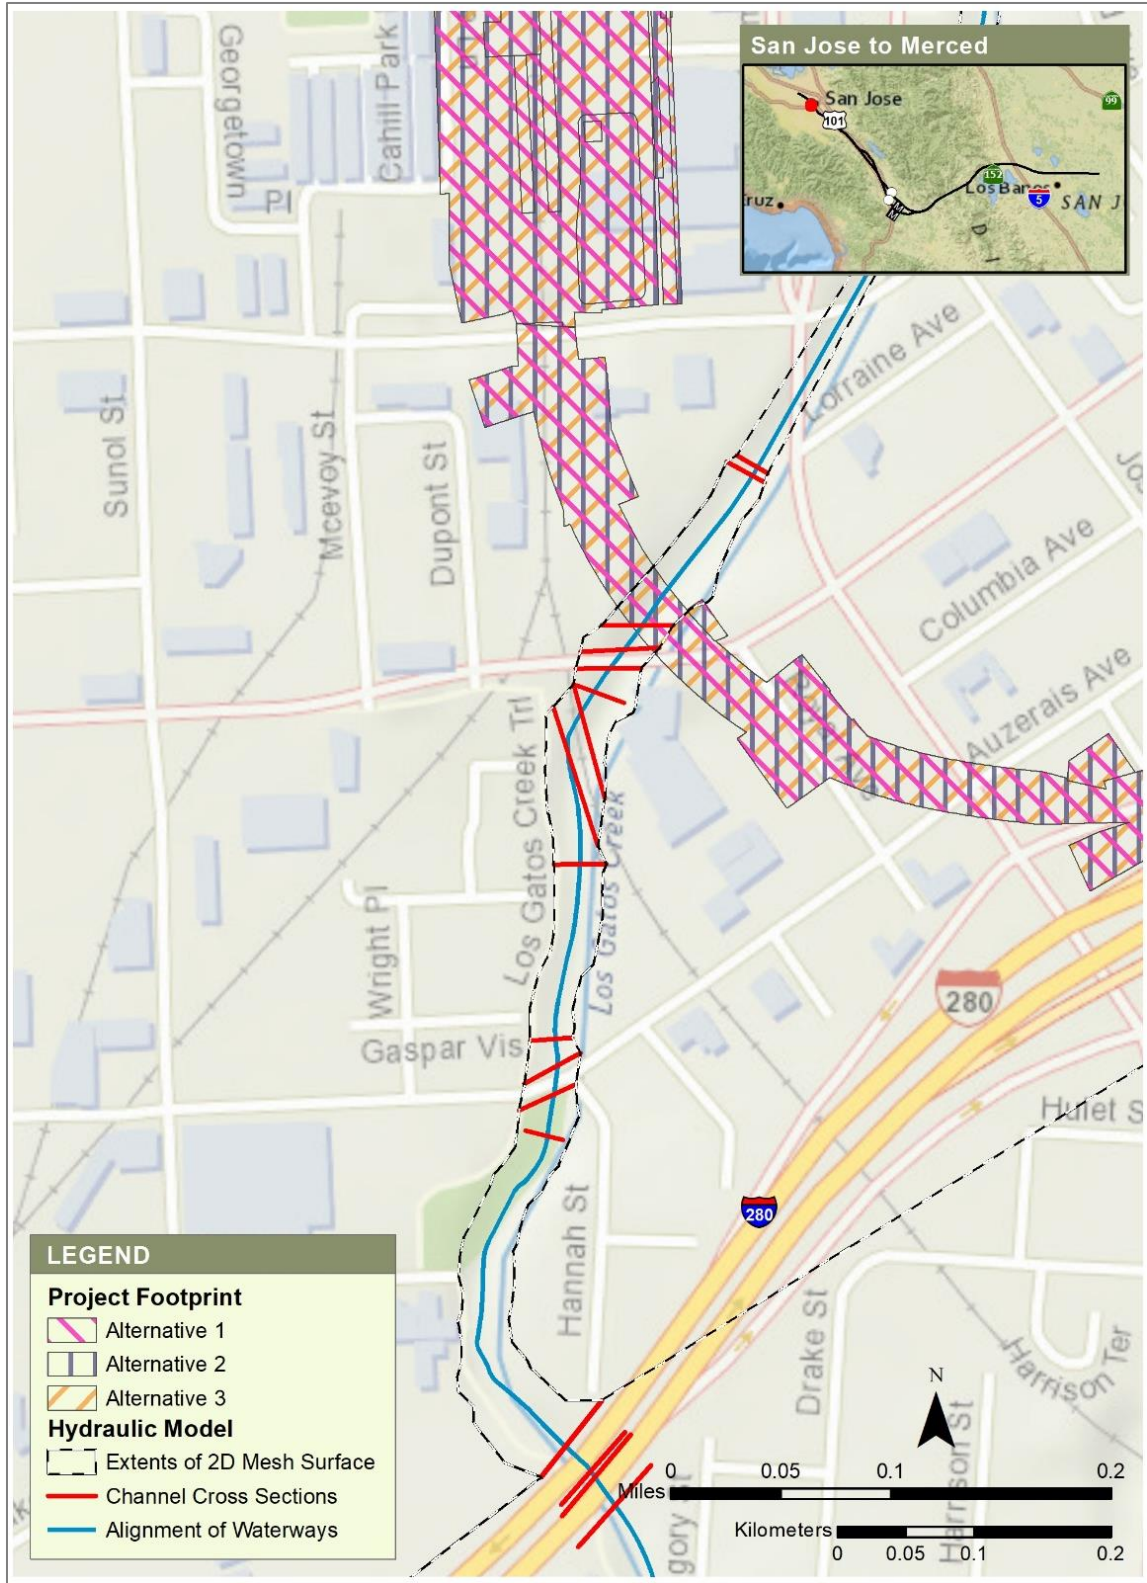 San Jose to Merced
San Jose
101
99
152
Los Banos
5
SAN J
ruz
D
I
Georgetown
Pl
Cahill Park
Lorraine Ave
Sunol St
Mcevoy St
Dupont St
Columbia Ave
Jos
Auzerais Ave
Los Gatos Creek Trl
Los Gatos Creek
Wright Pl
Gaspar Vis
280
Hulet S
280
Hannah St
Drake St
Harrison Ter
Harrison St
gory St
LEGEND
Project Footprint
Alternative 1
Alternative 2
Alternative 3
Hydraulic Model
Extents of 2D Mesh Surface
Channel Cross Sections
Alignment of Waterways
N
0 0.05 0.1 0.2
Miles
Kilometers
0 0.05 0.1 0.2